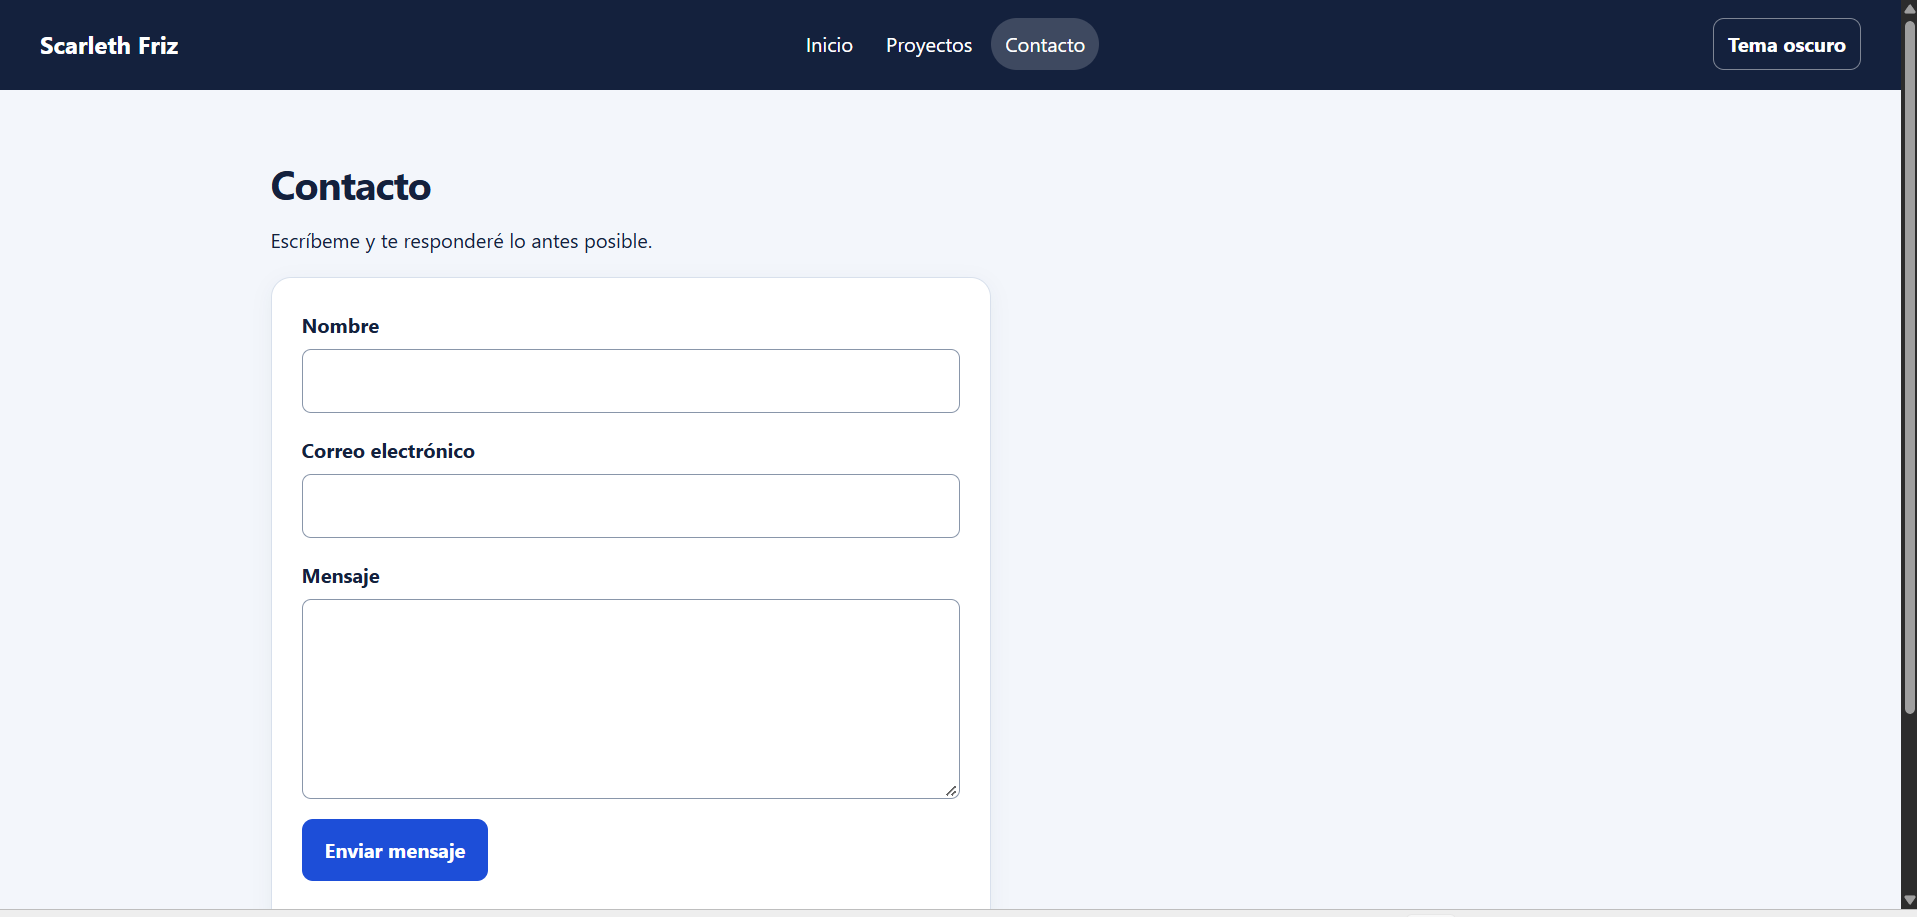 Scarleth Friz
Inicio Proyectos Contacto
Tema oscuro
Contacto
Escríbeme y te responderé lo antes posible.
Nombre
Correo electrónico
Mensaje
Enviar mensaje